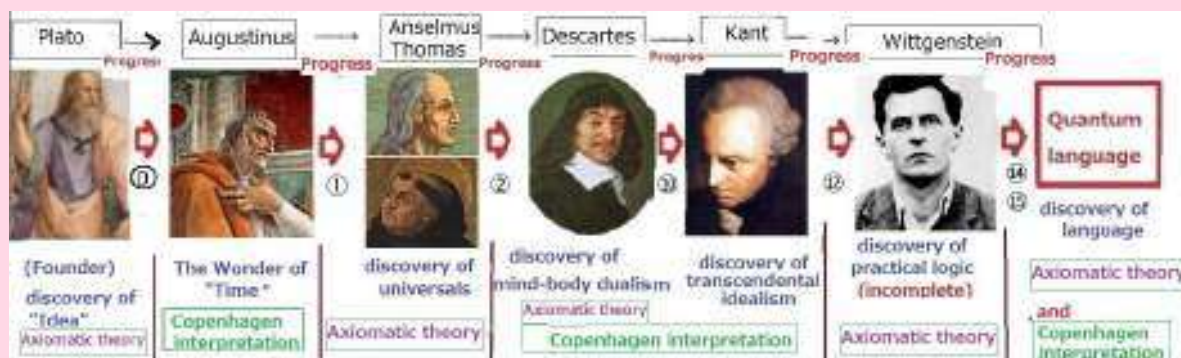 Plato
Augustinus
Anselmus
Thomas
Descartes
Kant
Wittgenstein
Progress
Progress
Progress
Progres
Progress
Progress
Quantum
language
①
②
⑩
⑫
⑭
⑮
(Founder)
discovery of
"Idea"
Axiomatic theory
The Wonder of
"Time"
Copenhagen
interpretation
discovery of
universals
Axiomatic theory
discovery of
mind-body dualism
Axiomatic theory
Copenhagen interpretation
discovery of
transcendental
idealism
discovery of
practical logic
(incomplete)
Axiomatic theory
discovery of
language
Axiomatic theory
and
Copenhagen
interpretation